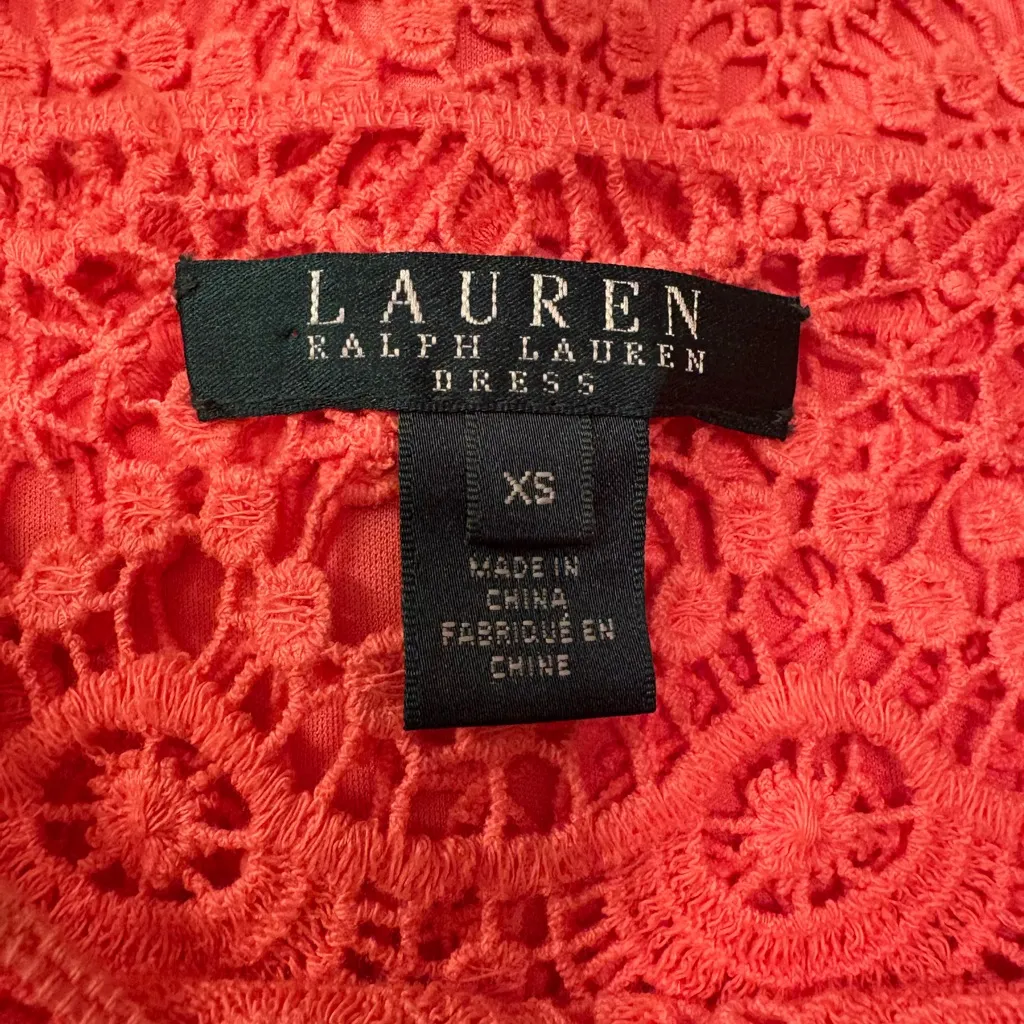 LAUREN
RALPH LAUREN
DRESS
XS
MADE IN
CHINA
FABRIQUÉ EN
CHINE